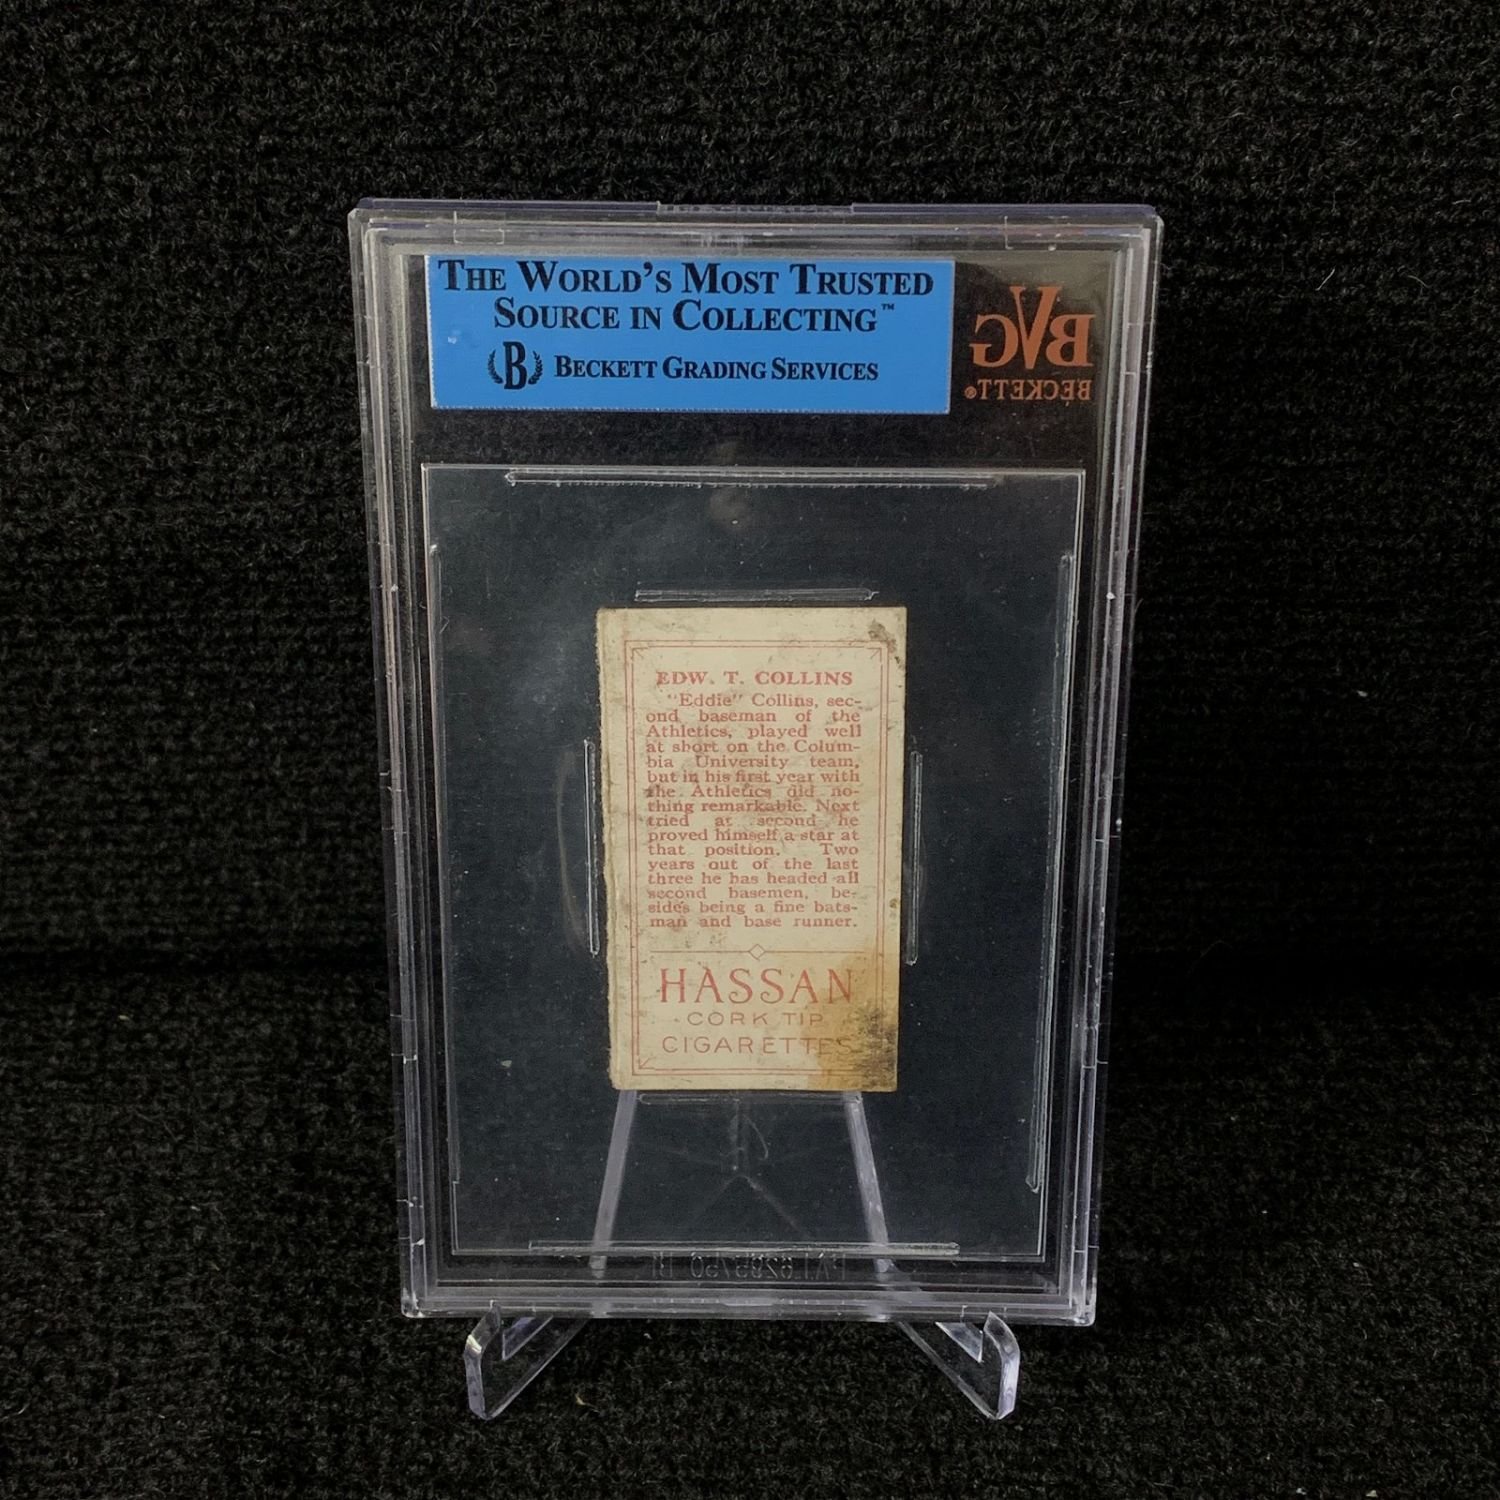 THE WORLD'S MOST TRUSTED
SOURCE IN COLLECTING™
B BECKETT GRADING SERVICES
BVG
BECKETT®
EDW. T. COLLINS
"Eddie" Collins, sec-
ond baseman of the
Athletics, played well
at short on the Colum-
bia University team,
but in his first year with
the Athletics did no-
thing remarkable. Next
tried at second he
proved himself a star at
that position. Two
years out of the last
three he has headed all
second basemen, be-
sides being a fine bats-
man and base runner.
HASSAN
CORK TIP
CIGARETTES